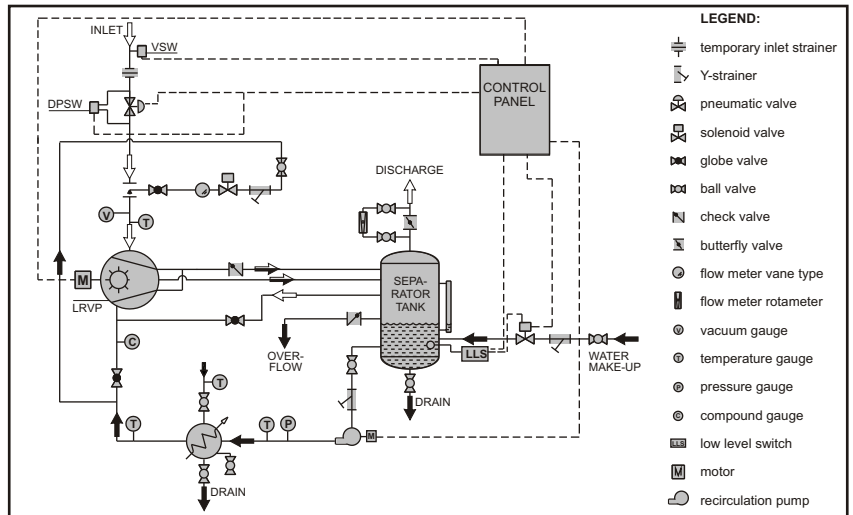 LEGEND:
INLET
VSW
temporary inlet strainer
Y-strainer
CONTROL
PANEL
DPSW
pneumatic valve
solenoid valve
globe valve
DISCHARGE
ball valve
V
T
check valve
butterfly valve
M
SEPA-
RATOR
TANK
flow meter vane type
LRVP
flow meter rotameter
C
OVER-
FLOW
LLS
WATER
MAKE-UP
V
vacuum gauge
T
T
temperature gauge
DRAIN
P
pressure gauge
T
T
P
M
C
compound gauge
LLS
low level switch
M
motor
DRAIN
recirculation pump